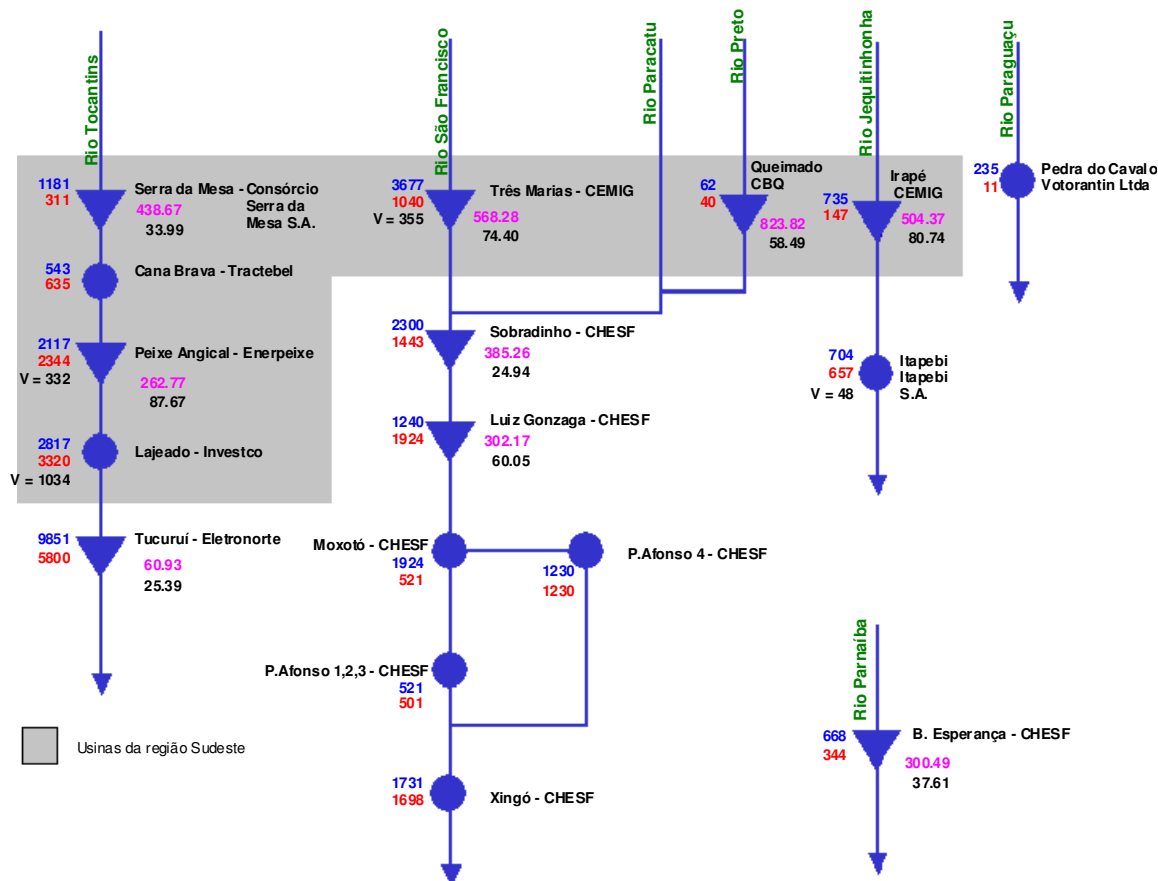 Rio Tocantins
Rio São Francisco
Rio Paracatu
Rio Preto
Rio Jequitinhonha
Rio Paraguaçu
1181
311
Serra da Mesa - Consórcio
Serra da
Mesa S.A.
438.67
33.99
3677
1040
V = 355
Três Marias - CEMIG
568.28
74.40
Queimado
CBQ
62
40
823.82
58.49
735
147
Irapé
CEMIG
504.37
80.74
235
11
Pedra do Cavalo
Votorantin Ltda
543
635
Cana Brava - Tractebel
2117
2344
V = 332
Peixe Angical - Enerpeixe
262.77
87.67
2300
1443
Sobradinho - CHESF
385.26
24.94
704
657
V = 48
Itapebi
Itapebi
S.A.
2817
3320
V = 1034
Lajeado - Investco
1240
1924
Luiz Gonzaga - CHESF
302.17
60.05
9851
5800
Tucuruí - Eletronorte
60.93
25.39
Moxotó - CHESF
1924
521
P.Afonso 4 - CHESF
1230
1230
P.Afonso 1,2,3 - CHESF
521
501
Rio Parnaíba
668
344
B. Esperança - CHESF
300.49
37.61
Usinas da região Sudeste
1731
1698
Xingó - CHESF